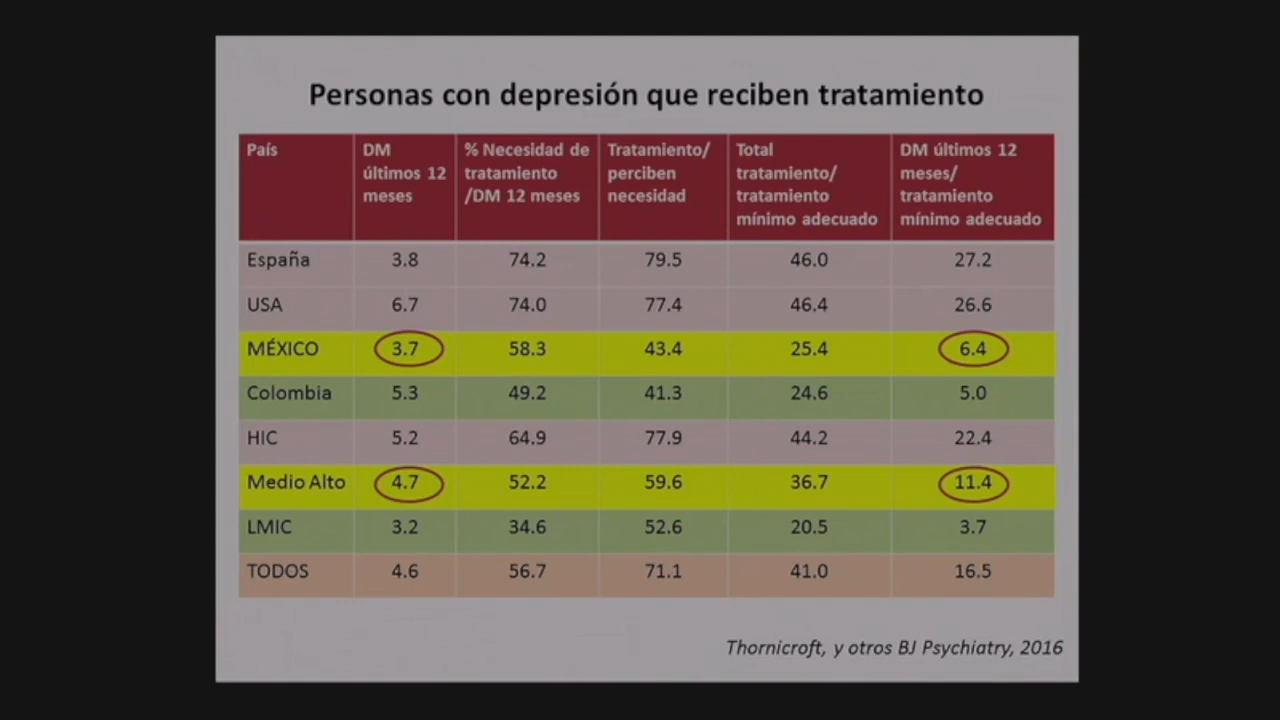 Personas con depresión que reciben tratamiento
País DM últimos 12 meses % Necesidad de tratamiento /DM 12 meses Tratamiento/ perciben necesidad Total tratamiento/ tratamiento mínimo adecuado DM últimos 12 meses/ tratamiento mínimo adecuado
España 3.8 74.2 79.5 46.0 27.2
USA 6.7 74.0 77.4 46.4 26.6
MÉXICO 3.7 58.3 43.4 25.4 6.4
Colombia 5.3 49.2 41.3 24.6 5.0
HIC 5.2 64.9 77.9 44.2 22.4
Medio Alto 4.7 52.2 59.6 36.7 11.4
LMIC 3.2 34.6 52.6 20.5 3.7
TODOS 4.6 56.7 71.1 41.0 16.5
Thornicroft, y otros BJ Psychiatry, 2016